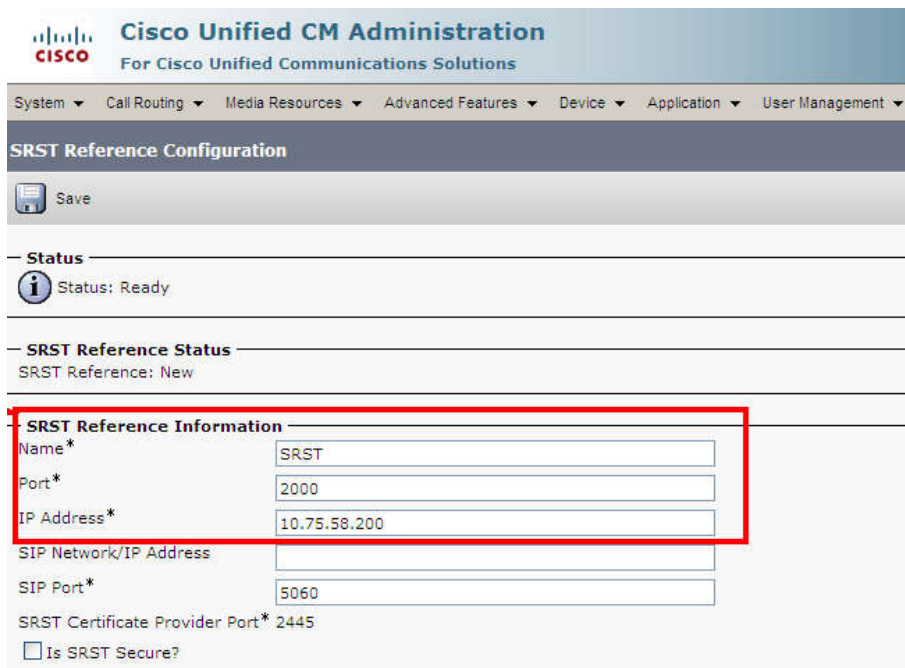 CISCO
Cisco Unified CM Administration
For Cisco Unified Communications Solutions
System Call Routing Media Resources Advanced Features Device Application User Management
SRST Reference Configuration
Save
Status
Status: Ready
SRST Reference Status
SRST Reference: New
SRST Reference Information
Name* SRST
Port* 2000
IP Address* 10.75.58.200
SIP Network/IP Address
SIP Port* 5060
SRST Certificate Provider Port* 2445
Is SRST Secure?